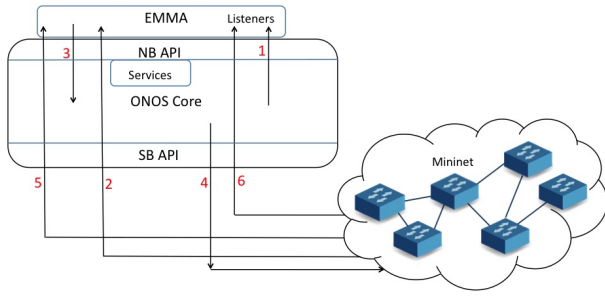 EMMA Listeners
3 NB API 1
Services
ONOS Core
SB API
5 2 4 6
Mininet